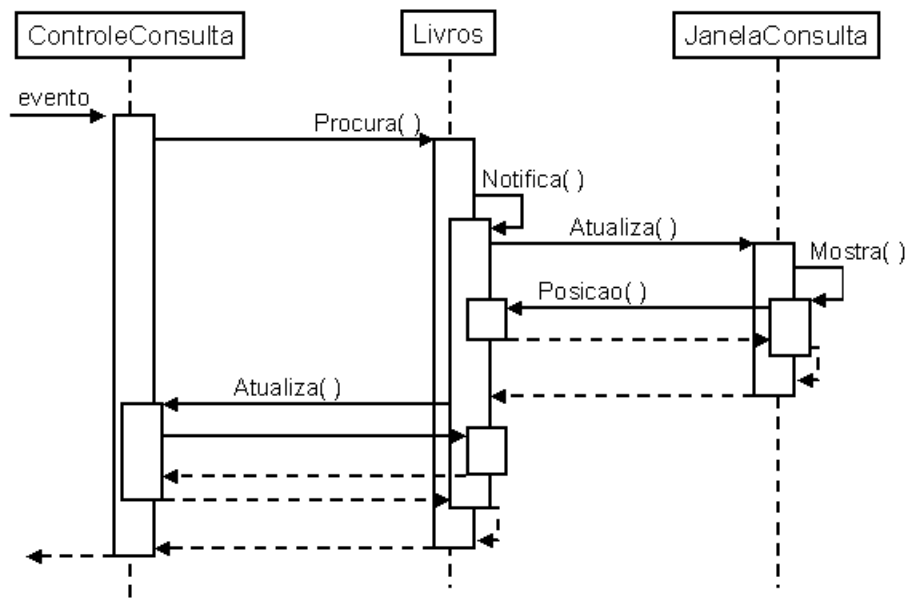 ControleConsulta
Livros
JanelaConsulta
evento
Procura( )
Notifica( )
Atualiza( )
Mostra( )
Posicao( )
Atualiza( )